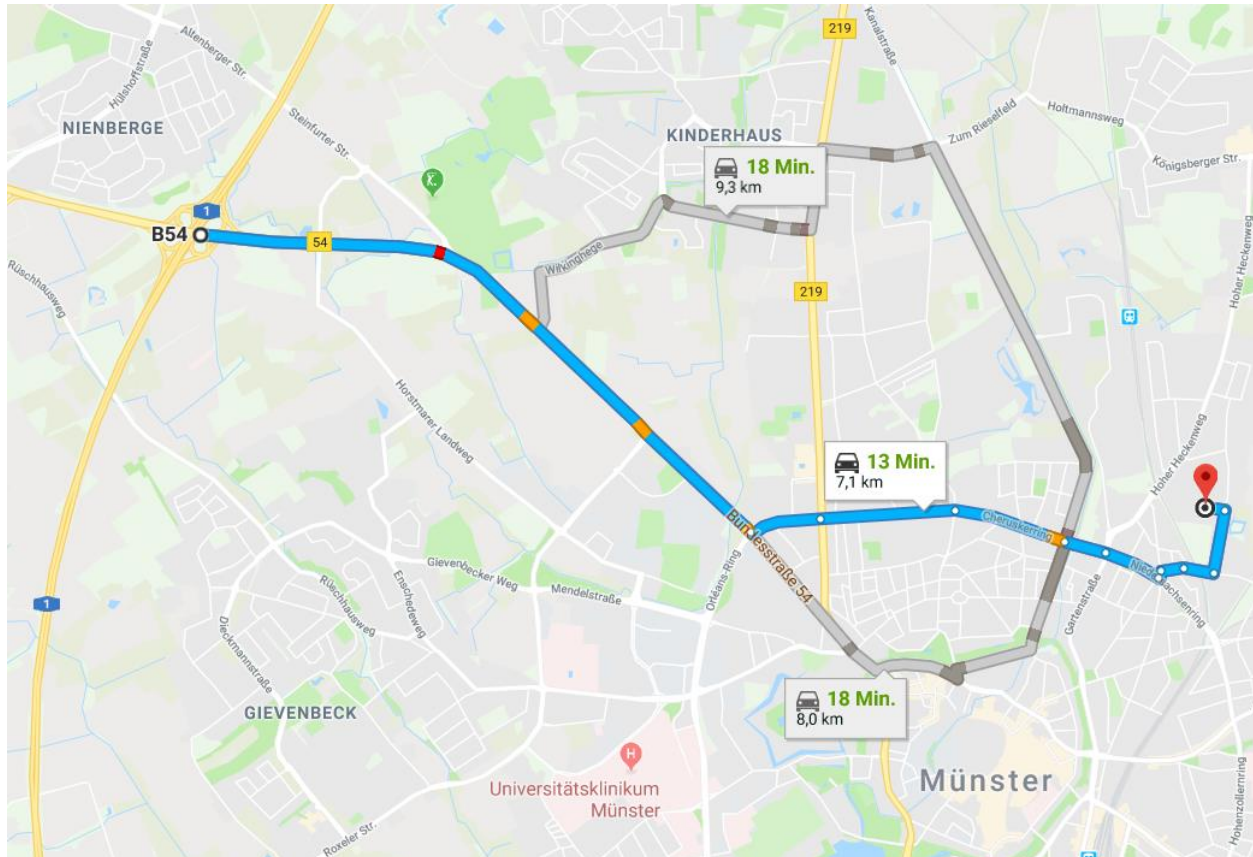 219
Kanalstraße
Altenberger Str.
Hülshoffstraße
NIENBERGE
Steinfurter Str.
KINDERHAUS
Zum Rieselfeld
Holtmannsweg
Königsberger Str.
18 Min.
9,3 km
1
B54
54
Rüschhausweg
Wilkinghege
219
Hoher Heckenweg
Horstmarer Landweg
13 Min.
7,1 km
Hoher Heckenweg
Cheruskerring
Bundesstraße 54
Niedersachsenring
Orléans-Ring
Gievenbecker Weg
Mendelstraße
Enschedeweg
Rüschhausweg
Gartenstraße
1
Dieckmannstraße
18 Min.
8,0 km
GIEVENBECK
H
Universitätsklinikum
Münster
Münster
Roxeler Str.
Hohenzollernring